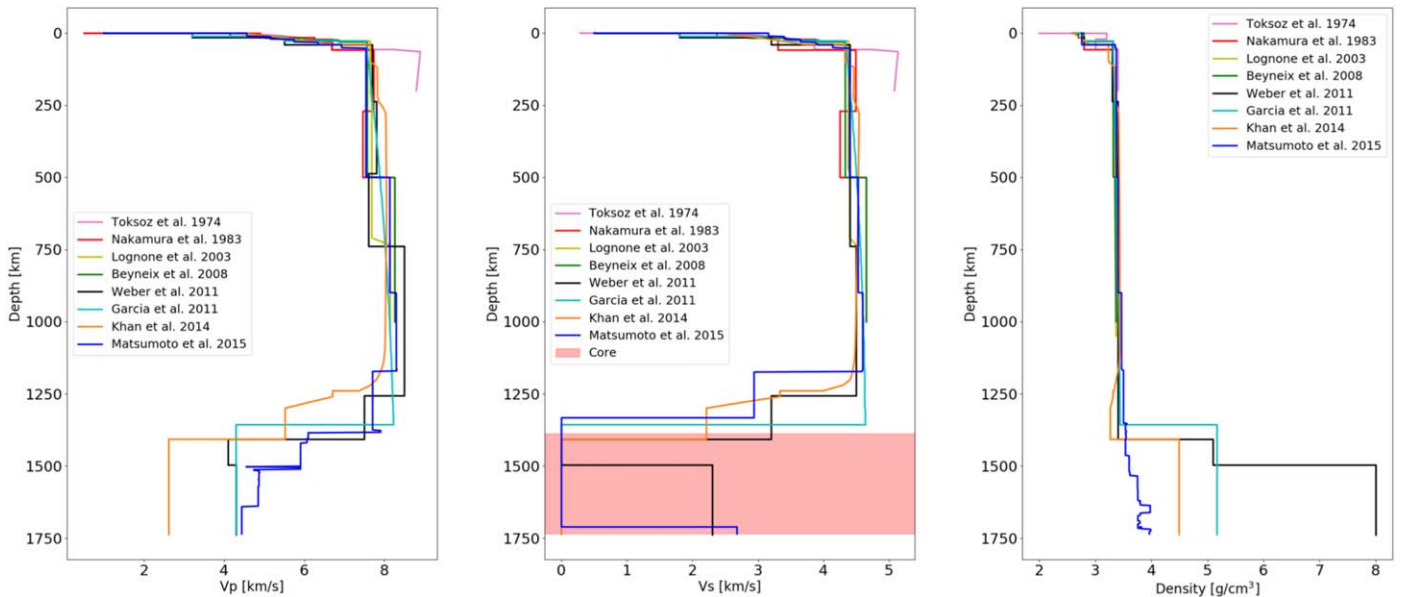 0
250
500
750
1000
1250
1500
1750
Depth [km]
2
4
6
8
Vp [km/s]
Toksoz et al. 1974
Nakamura et al. 1983
Lognone et al. 2003
Beyneix et al. 2008
Weber et al. 2011
Garcia et al. 2011
Khan et al. 2014
Matsumoto et al. 2015
0
250
500
750
1000
1250
1500
1750
Depth [km]
0
1
2
3
4
5
Vs [km/s]
Toksoz et al. 1974
Nakamura et al. 1983
Lognone et al. 2003
Beyneix et al. 2008
Weber et al. 2011
Garcia et al. 2011
Khan et al. 2014
Matsumoto et al. 2015
Core
0
250
500
750
1000
1250
1500
1750
Depth [km]
2
3
4
5
6
7
8
Density [g/cm³]
Toksoz et al. 1974
Nakamura et al. 1983
Lognone et al. 2003
Beyneix et al. 2008
Weber et al. 2011
Garcia et al. 2011
Khan et al. 2014
Matsumoto et al. 2015